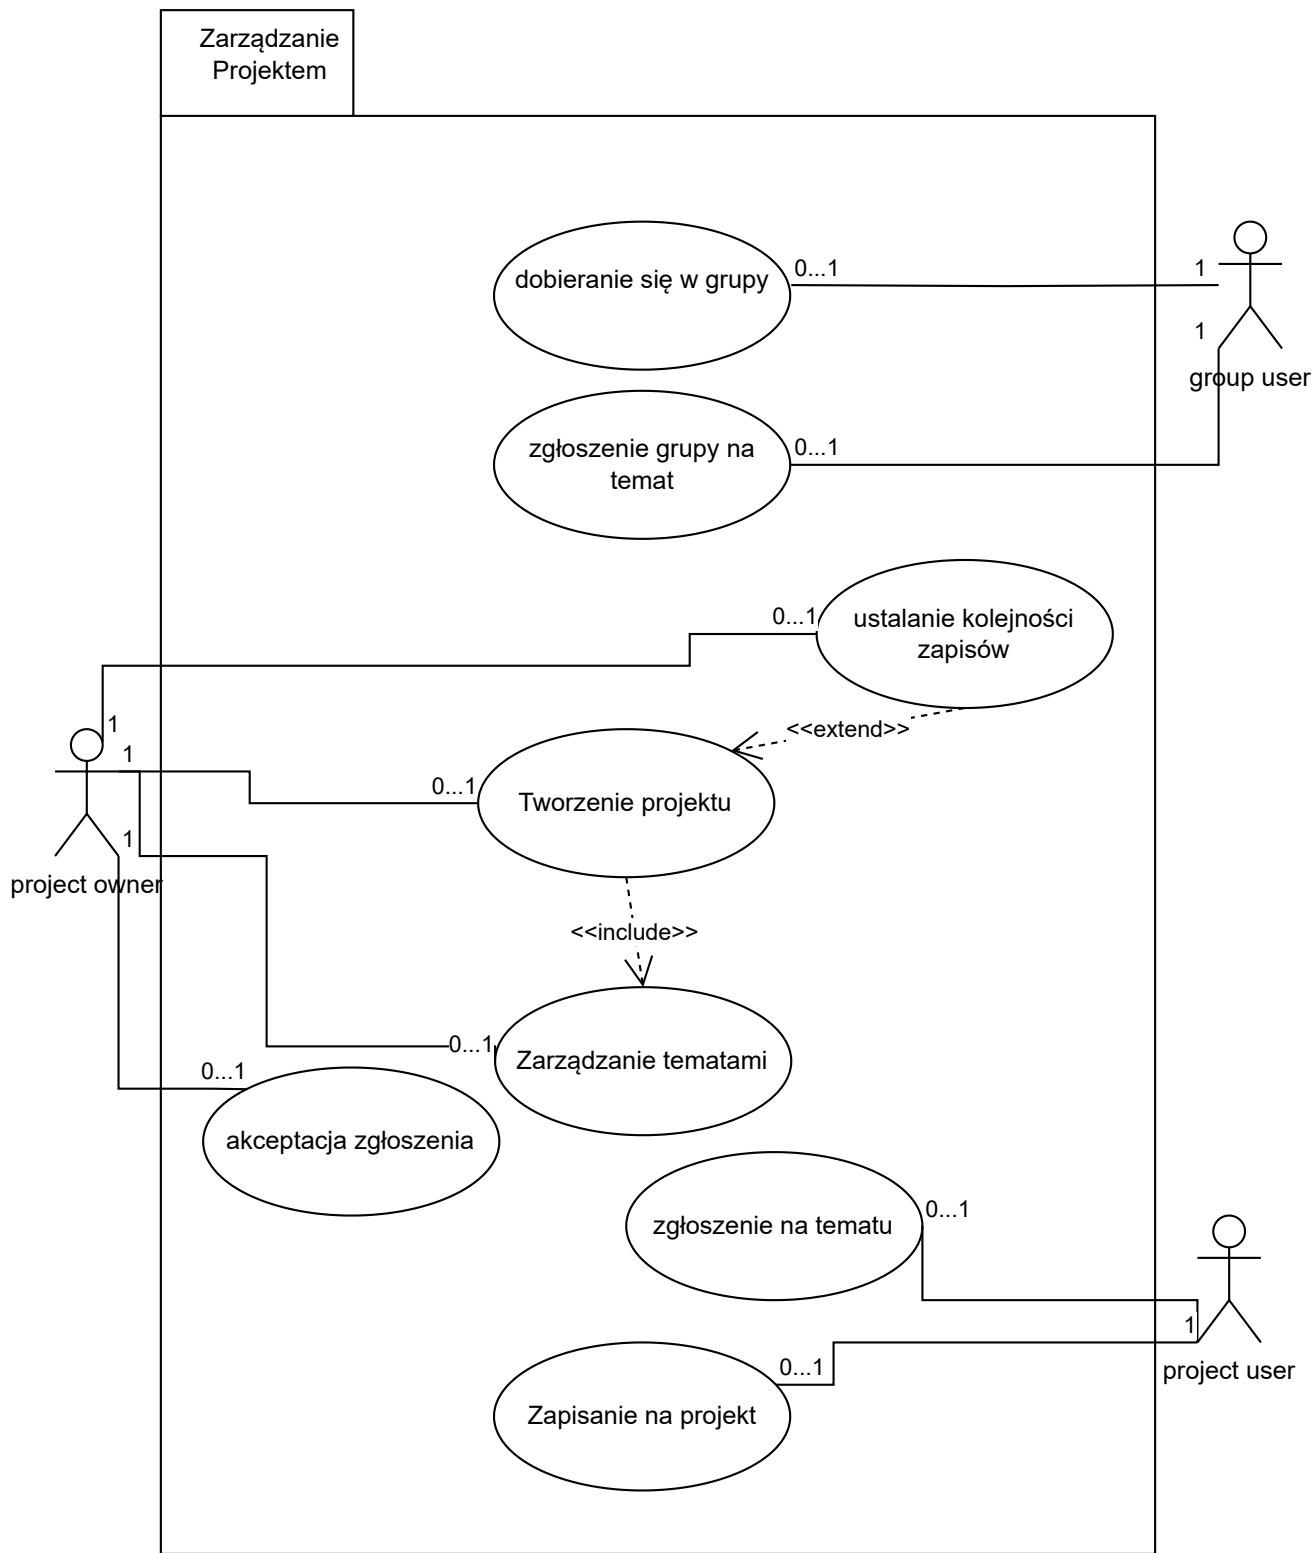 Zarządzanie
Projektem
dobieranie się w grupy
0...1
1
1
group user
zgłoszenie grupy na
temat
0...1
ustalanie kolejności
zapisów
0...1
1
<<extend>>
1
0...1
Tworzenie projektu
1
project owner
<<include>>
0...1
Zarządzanie tematami
0...1
akceptacja zgłoszenia
zgłoszenie na tematu
0...1
1
project user
0...1
Zapisanie na projekt